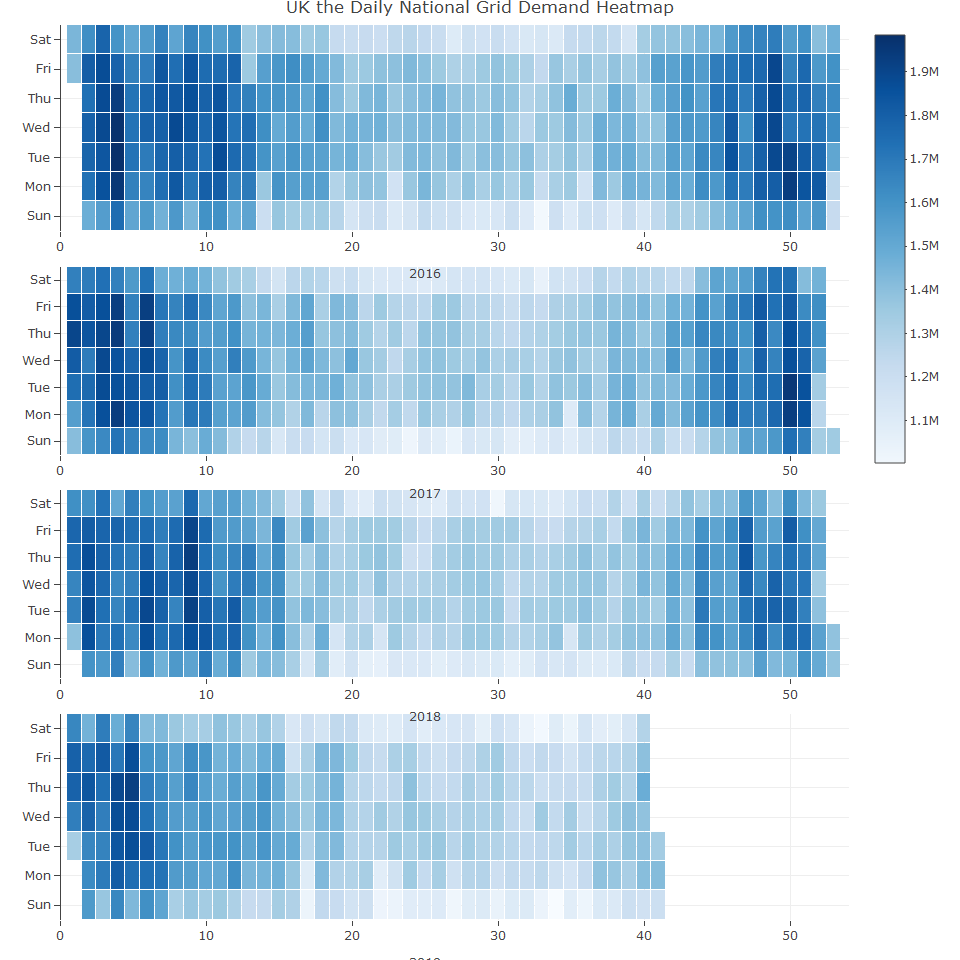 UK the Daily National Grid Demand Heatmap
Sat
Fri
Thu
Wed
Tue
Mon
Sun
0 10 20 30 40 50
2016
Sat
Fri
Thu
Wed
Tue
Mon
Sun
0 10 20 30 40 50
2017
Sat
Fri
Thu
Wed
Tue
Mon
Sun
0 10 20 30 40 50
2018
Sat
Fri
Thu
Wed
Tue
Mon
Sun
0 10 20 30 40 50
1.9M
1.8M
1.7M
1.6M
1.5M
1.4M
1.3M
1.2M
1.1M